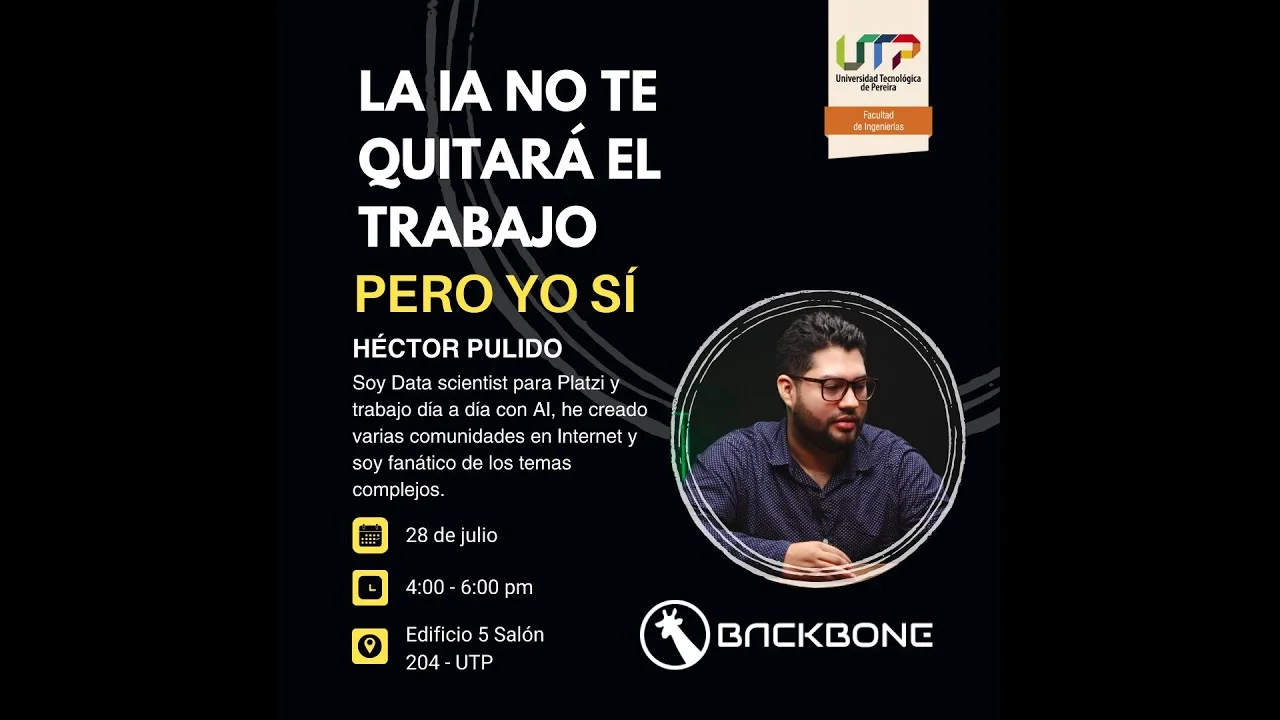 LA IA NO TE
QUITARÁ EL
TRABAJO
PERO YO SÍ
HÉCTOR PULIDO
Soy Data scientist para Platzi y
trabajo día a día con AI, he creado
varias comunidades en Internet y
soy fanático de los temas
complejos.
28 de julio
4:00 - 6:00 pm
Edificio 5 Salón
204 - UTP
UTP
Universidad Tecnológica
de Pereira
Facultad
de Ingenierías
BACKBONE